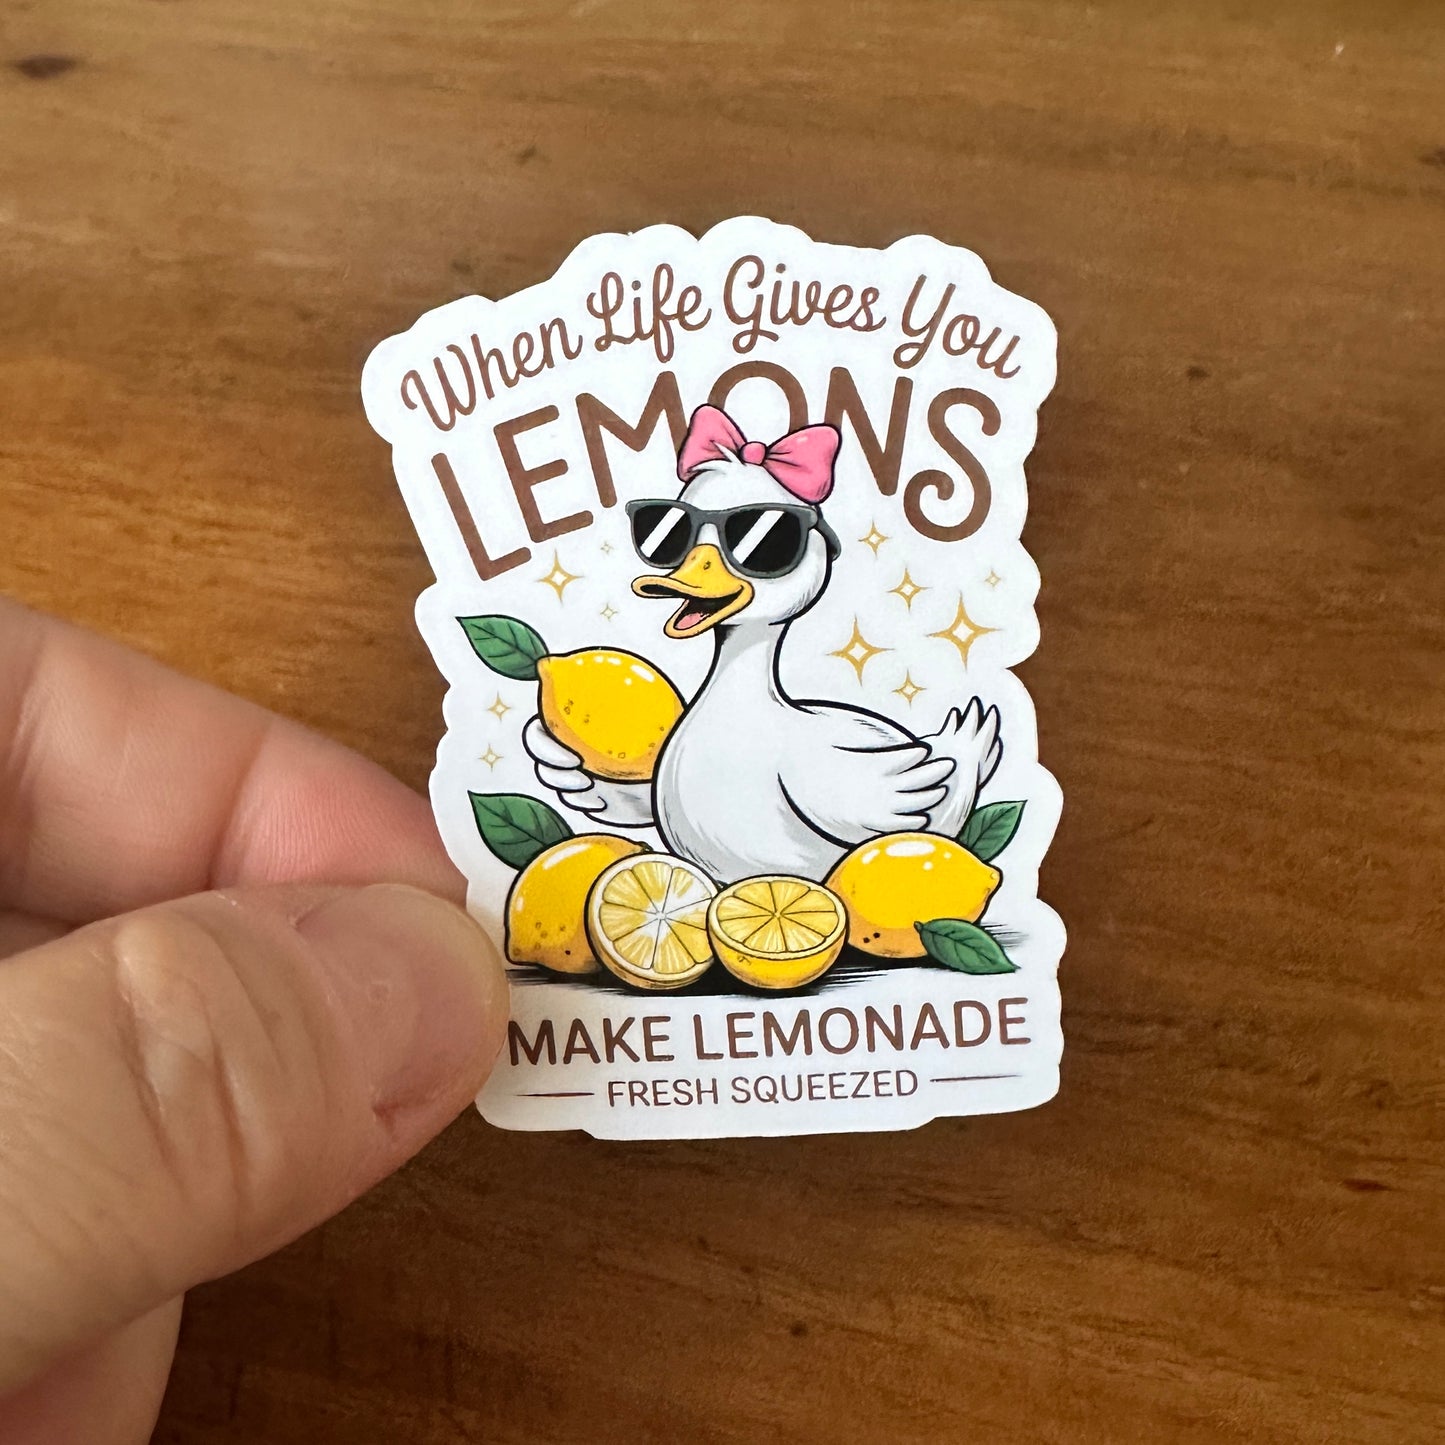 When Life Gives You
LEMONS
MAKE LEMONADE
FRESH SQUEEZED